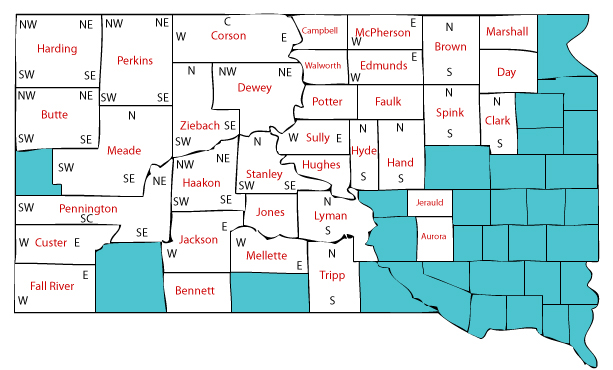 NW NE
Harding
SW SE
NW NE
Perkins
SW SE
C
W Corson E
Campbell
N
McPherson
W E
N
Brown
S
Marshall
NW NE
Butte
SW SE
N
Meade
SW
SE
N
Ziebach SE
SW
NW NE
Dewey
Walworth
Edmunds E
W
Day
Potter
Faulk
N
Spink
S
N
Clark
S
W Sully E
N
Hyde
S
N
Hand
S
Hughes
NW NE
Haakon
SW SE
N
Stanley
SW SE
NE
Pennington
SW
SC
SE
Jones
N
Lyman
S
Jerauld
Aurora
W Custer E
E
Jackson
W
W
Mellette
E
N
Tripp
S
E
Fall River
W
Bennett